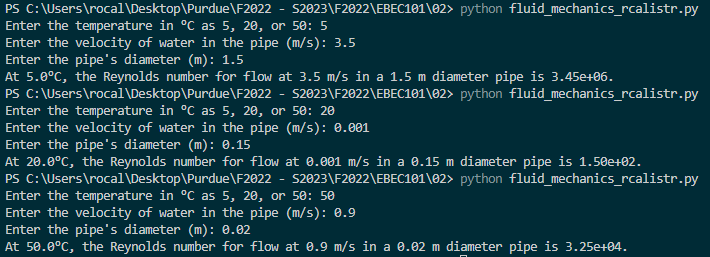 PS C:\Users\rocal\Desktop\Purdue\F2022 - S2023\F2022\EBEC101\02> python fluid_mechanics_rcalistr.py
Enter the temperature in ºC as 5, 20, or 50: 5
Enter the velocity of water in the pipe (m/s): 3.5
Enter the pipe's diameter (m): 1.5
At 5.0ºC, the Reynolds number for flow at 3.5 m/s in a 1.5 m diameter pipe is 3.45e+06.
PS C:\Users\rocal\Desktop\Purdue\F2022 - S2023\F2022\EBEC101\02> python fluid_mechanics_rcalistr.py
Enter the temperature in ºC as 5, 20, or 50: 20
Enter the velocity of water in the pipe (m/s): 0.001
Enter the pipe's diameter (m): 0.15
At 20.0ºC, the Reynolds number for flow at 0.001 m/s in a 0.15 m diameter pipe is 1.50e+02.
PS C:\Users\rocal\Desktop\Purdue\F2022 - S2023\F2022\EBEC101\02> python fluid_mechanics_rcalistr.py
Enter the temperature in ºC as 5, 20, or 50: 50
Enter the velocity of water in the pipe (m/s): 0.9
Enter the pipe's diameter (m): 0.02
At 50.0ºC, the Reynolds number for flow at 0.9 m/s in a 0.02 m diameter pipe is 3.25e+04.